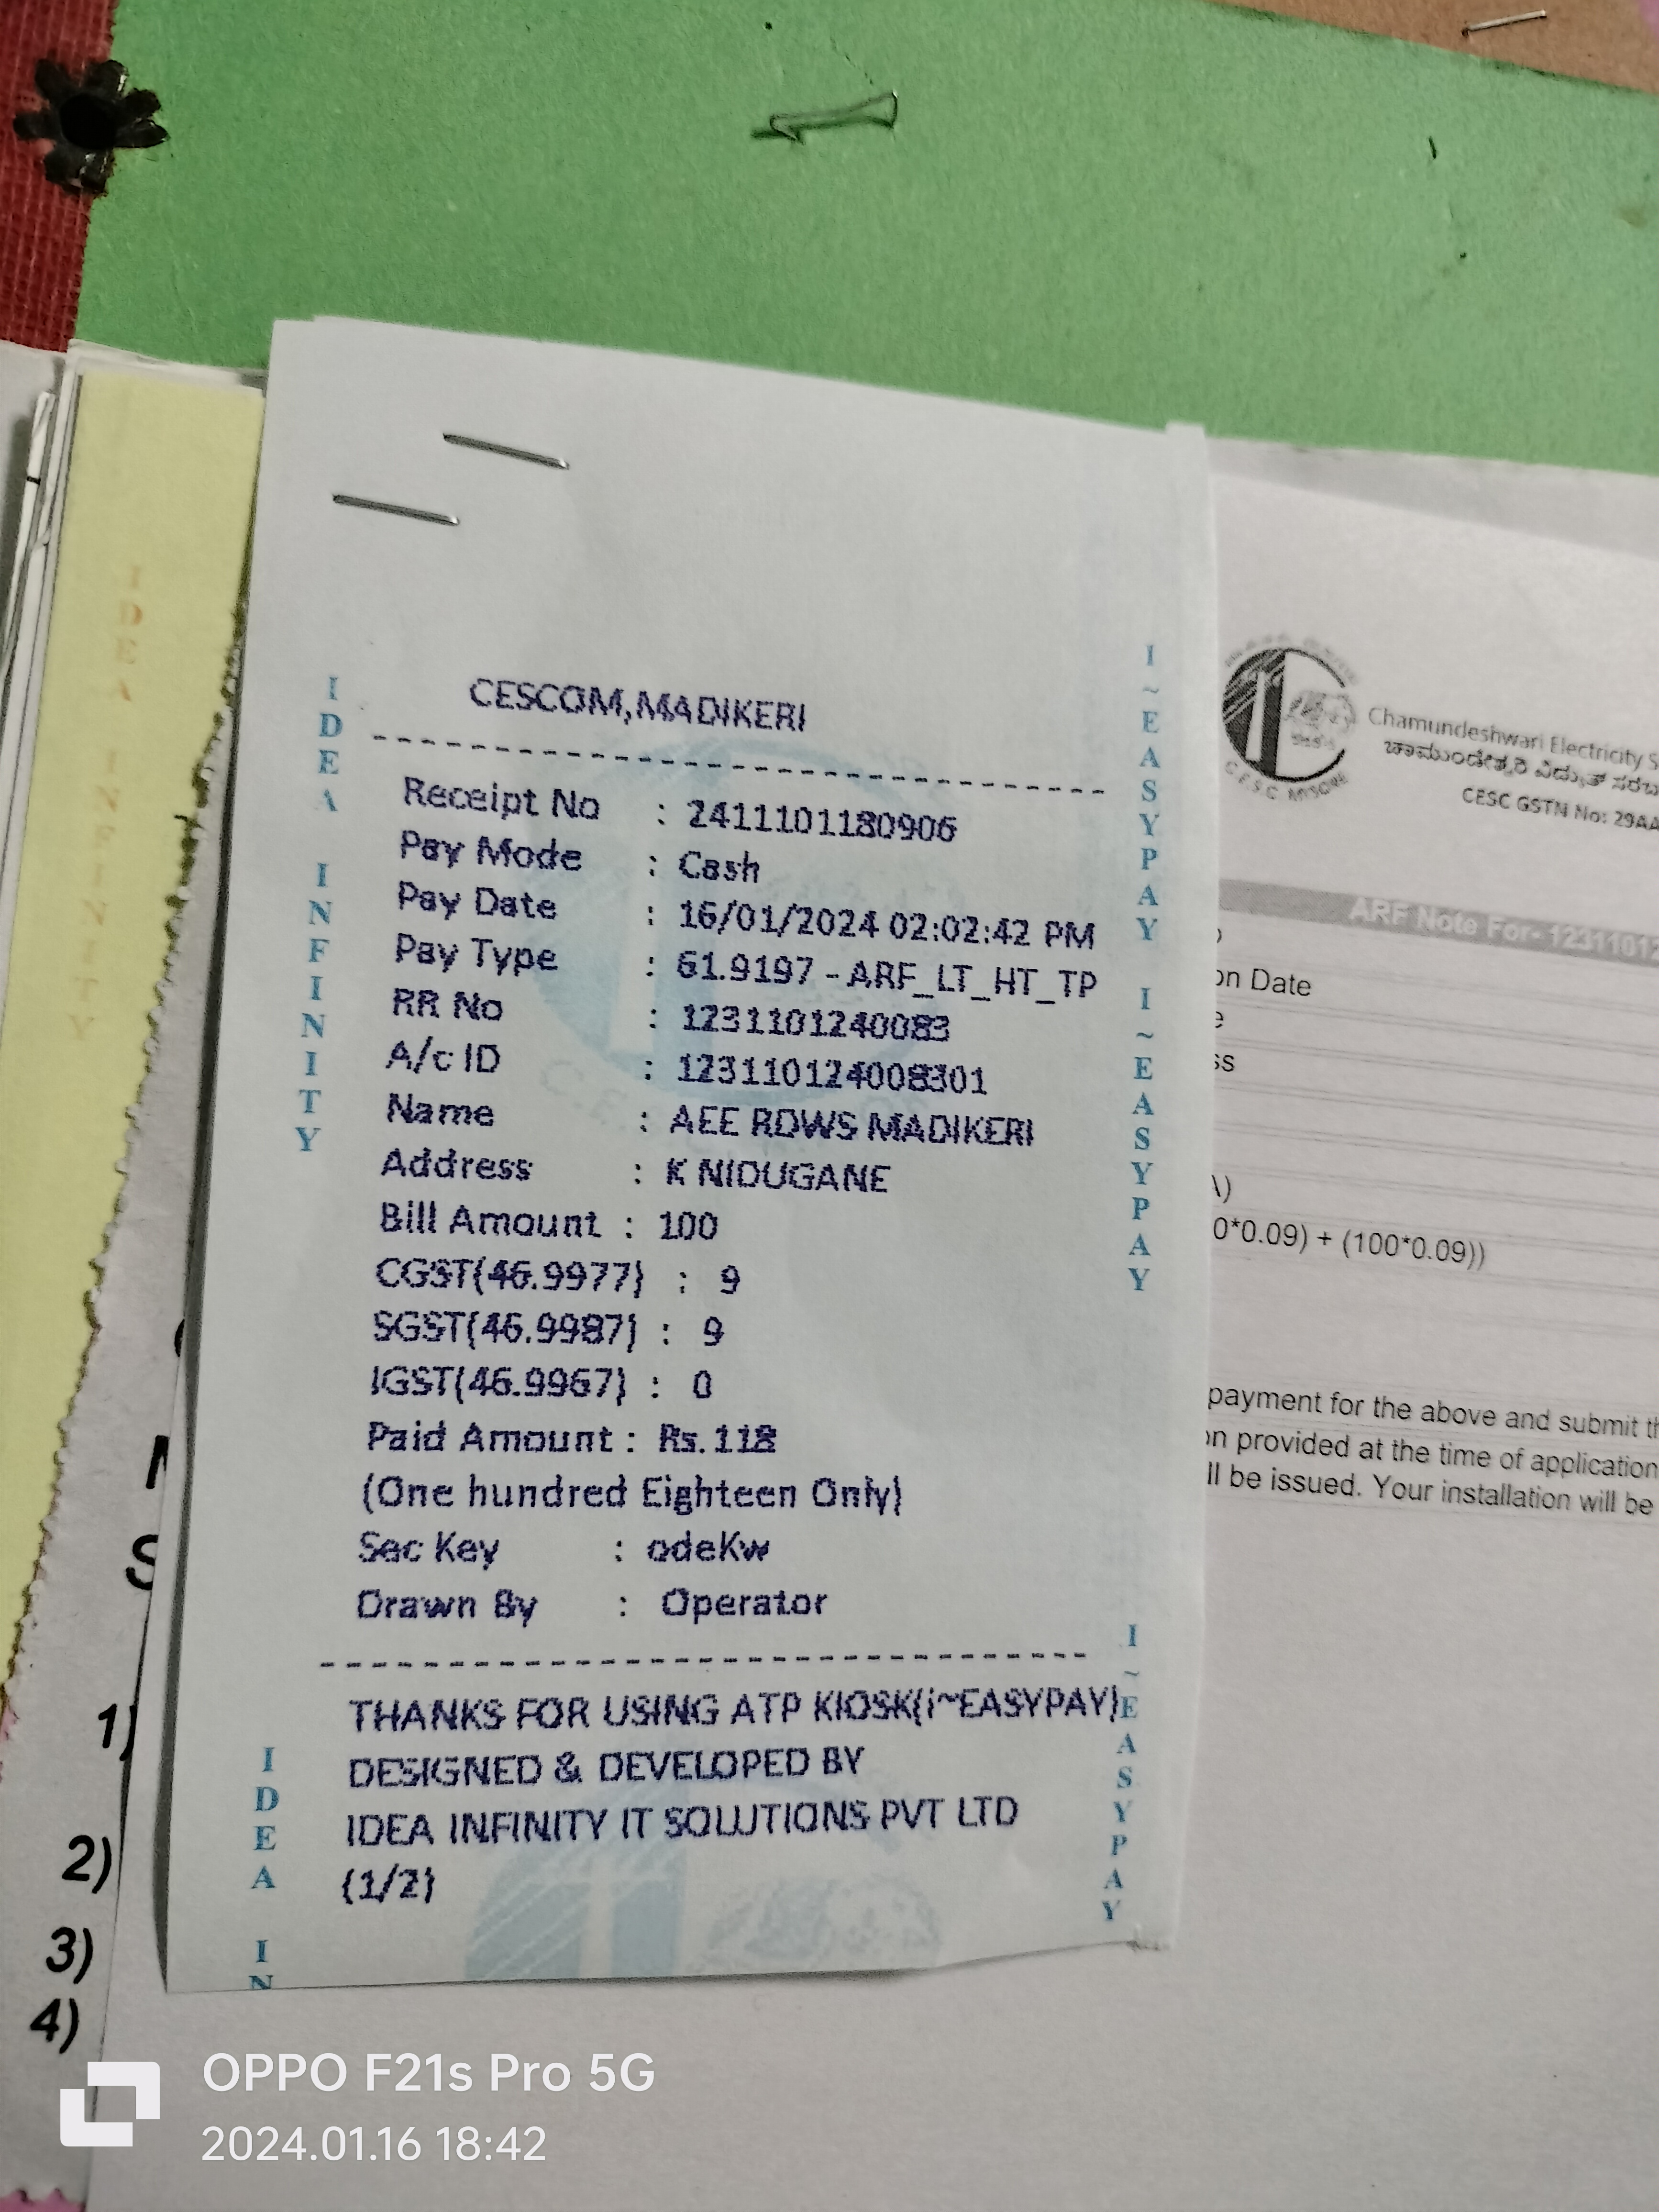 CESCOM,MADIKERI
Receipt No : 2411101180906
Pay Mode : Cash
Pay Date : 16/01/2024 02:02:42 PM
Pay Type : 61.9197 - ARF_LT_HT_TP
RR No : 1231101240083
A/c ID : 123110124008301
Name : AEE RDWS MADIKERI
Address : K NIDUGANE
Bill Amount : 100
CGST(46.9977) : 9
SGST(46.9987) : 9
IGST(46.9967) : 0
Paid Amount : Rs.118
(One hundred Eighteen Only)
Sec Key : odeKw
Drawn By : Operator
THANKS FOR USING ATP KIOSK(i~EASYPAY)
DESIGNED & DEVELOPED BY
IDEA INFINITY IT SOLUTIONS PVT LTD
(1/2)
IDEA INFINITY
IDEA IN
I~EASYPAY I~EASYPAY
I~EASYPAY
IDEA INFINITY
C.E.S.C MYSORE
Chamundeshwari Electricity S
ಚಾಮುಂಡೇಶ್ವರಿ ವಿದ್ಯುತ್ ಸರಬ
CESC GSTN No: 29AA
ARF Note For- 12311012
on Date
ss
0*0.09) + (100*0.09))
payment for the above and submit th
on provided at the time of application
ll be issued. Your installation will be
1)
2)
3)
4)
OPPO F21s Pro 5G
2024.01.16 18:42